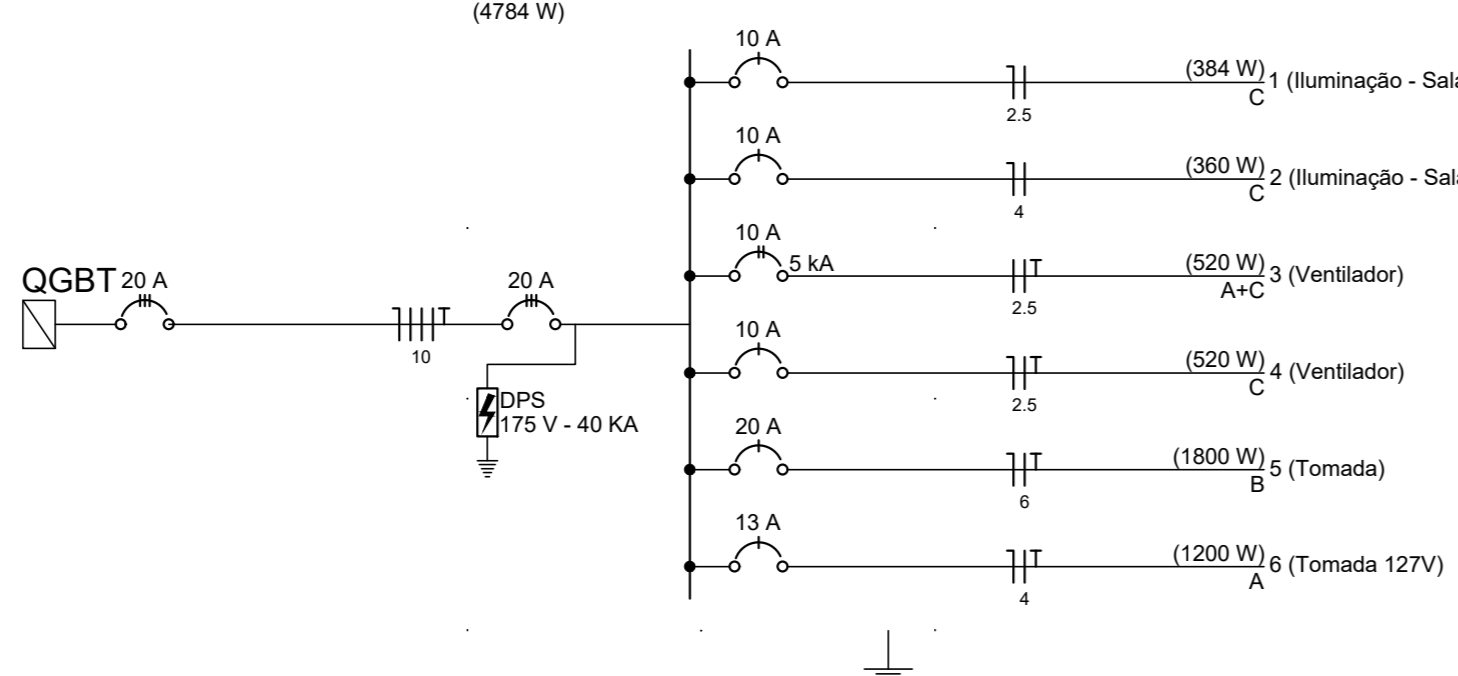 (4784 W)
10 A
(384 W) 1 (Iluminação - Sala
C
2.5
10 A
(360 W) 2 (Iluminação - Sala
C
4
10 A
5 kA
(520 W) 3 (Ventilador)
A+C
2.5
QGBT 20 A
20 A
10
10 A
(520 W) 4 (Ventilador)
C
2.5
DPS
175 V - 40 KA
20 A
(1800 W) 5 (Tomada)
B
6
13 A
(1200 W) 6 (Tomada 127V)
A
4